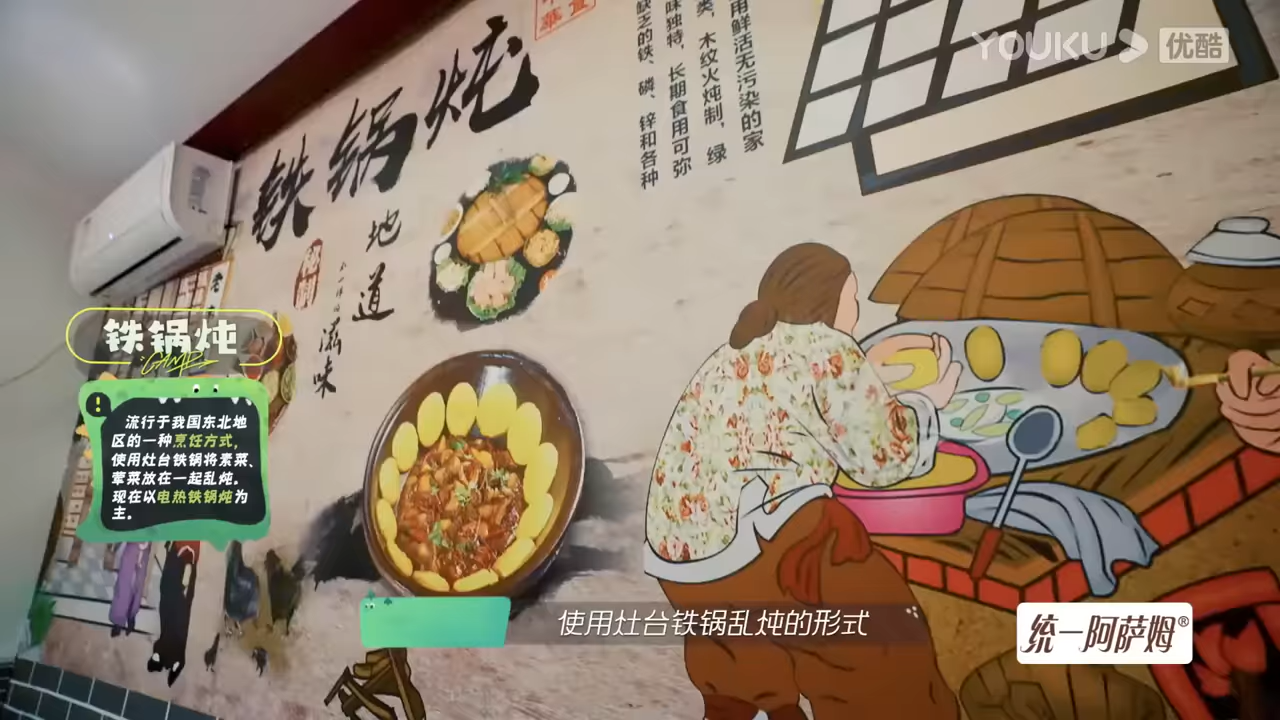 YOUKU 优酷
用鲜活无污染的家
类，木纹火炖制，绿
味独特，长期食用可弥
缺乏的铁、磷、锌和各种
铁锅炖
秘制
地道
滋味
老
铁锅炖
CAMP
流行于我国东北地
区的一种烹饪方式，
使用灶台铁锅将素菜、
荤菜放在一起乱炖。
现在以电热铁锅炖为
主。
使用灶台铁锅乱炖的形式
统一阿萨姆®